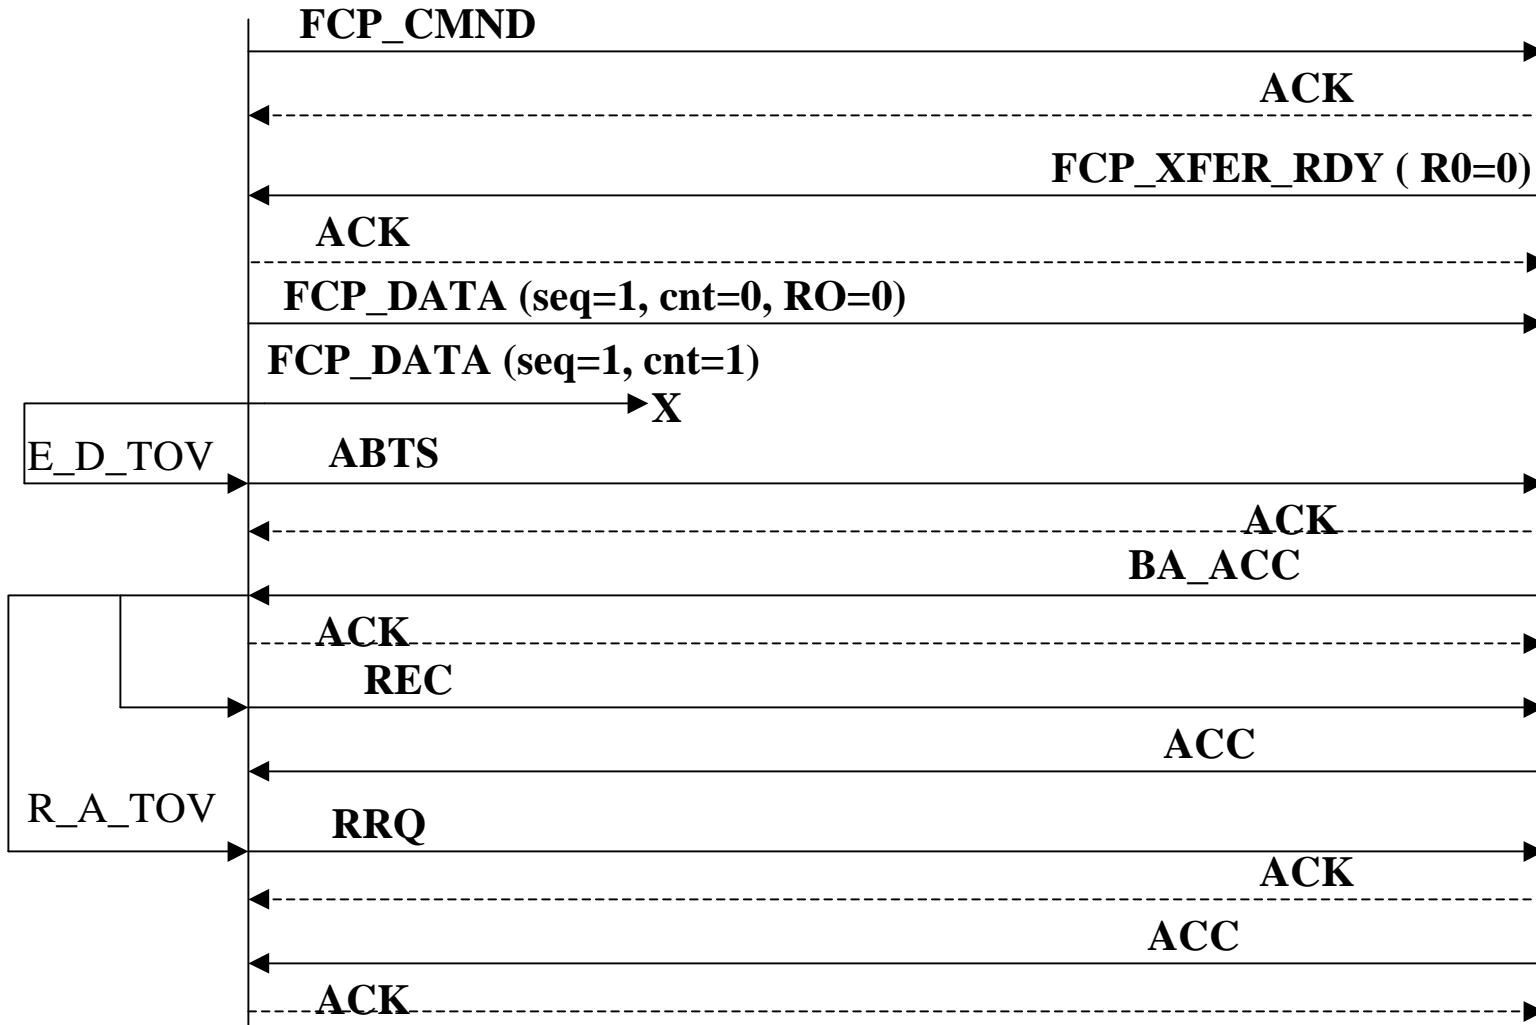 FCP_CMND
ACK
FCP_XFER_RDY ( R0=0)
ACK
FCP_DATA (seq=1, cnt=0, RO=0)
FCP_DATA (seq=1, cnt=1)
X
E_D_TOV
ABTS
ACK
BA_ACC
ACK
REC
ACC
R_A_TOV
RRQ
ACK
ACC
ACK